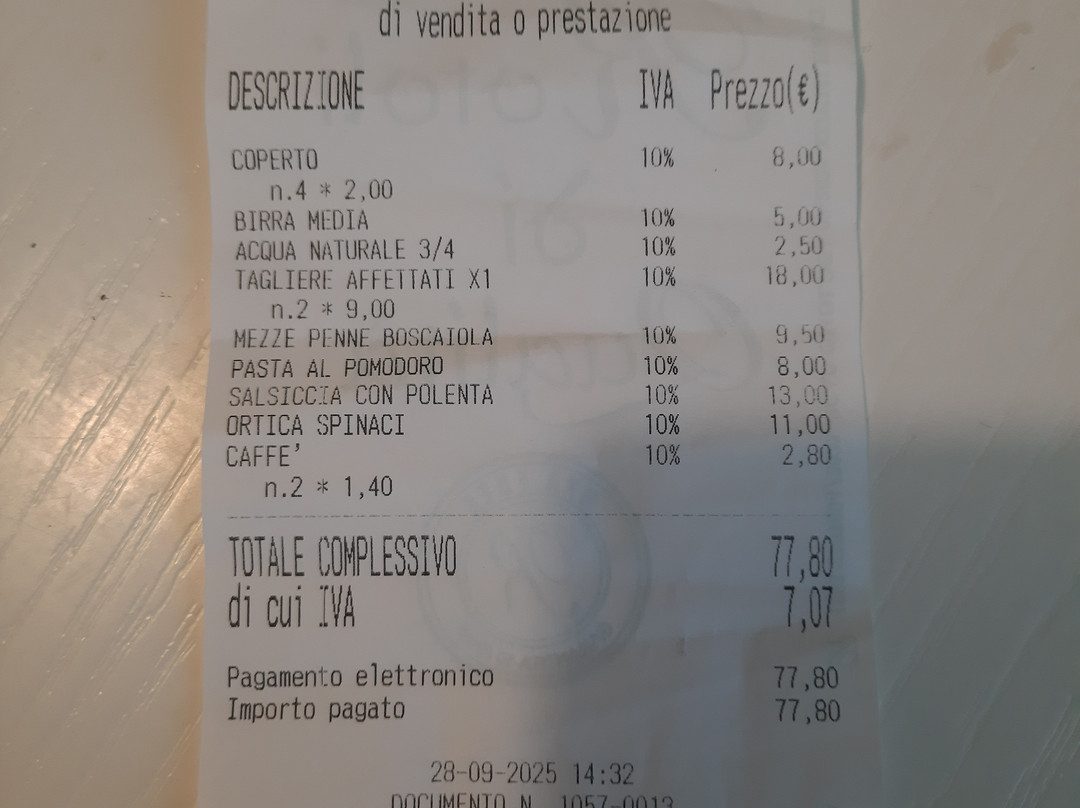 di vendita o prestazione
DESCRIZIONE IVA Prezzo(€)
COPERTO 10% 8,00
n.4 * 2,00
BIRRA MEDIA 10% 5,00
ACQUA NATURALE 3/4 10% 2,50
TAGLIERE AFFETTATI X1 10% 18,00
n.2 * 9,00
MEZZE PENNE BOSCAIOLA 10% 9,50
PASTA AL POMODORO 10% 8,00
SALSICCIA CON POLENTA 10% 13,00
ORTICA SPINACI 10% 11,00
CAFFE' 10% 2,80
n.2 * 1,40
TOTALE COMPLESSIVO 77,80
di cui IVA 7,07
Pagamento elettronico 77,80
Importo pagato 77,80
28-09-2025 14:32
DOCUMENTO N. 1057-0013